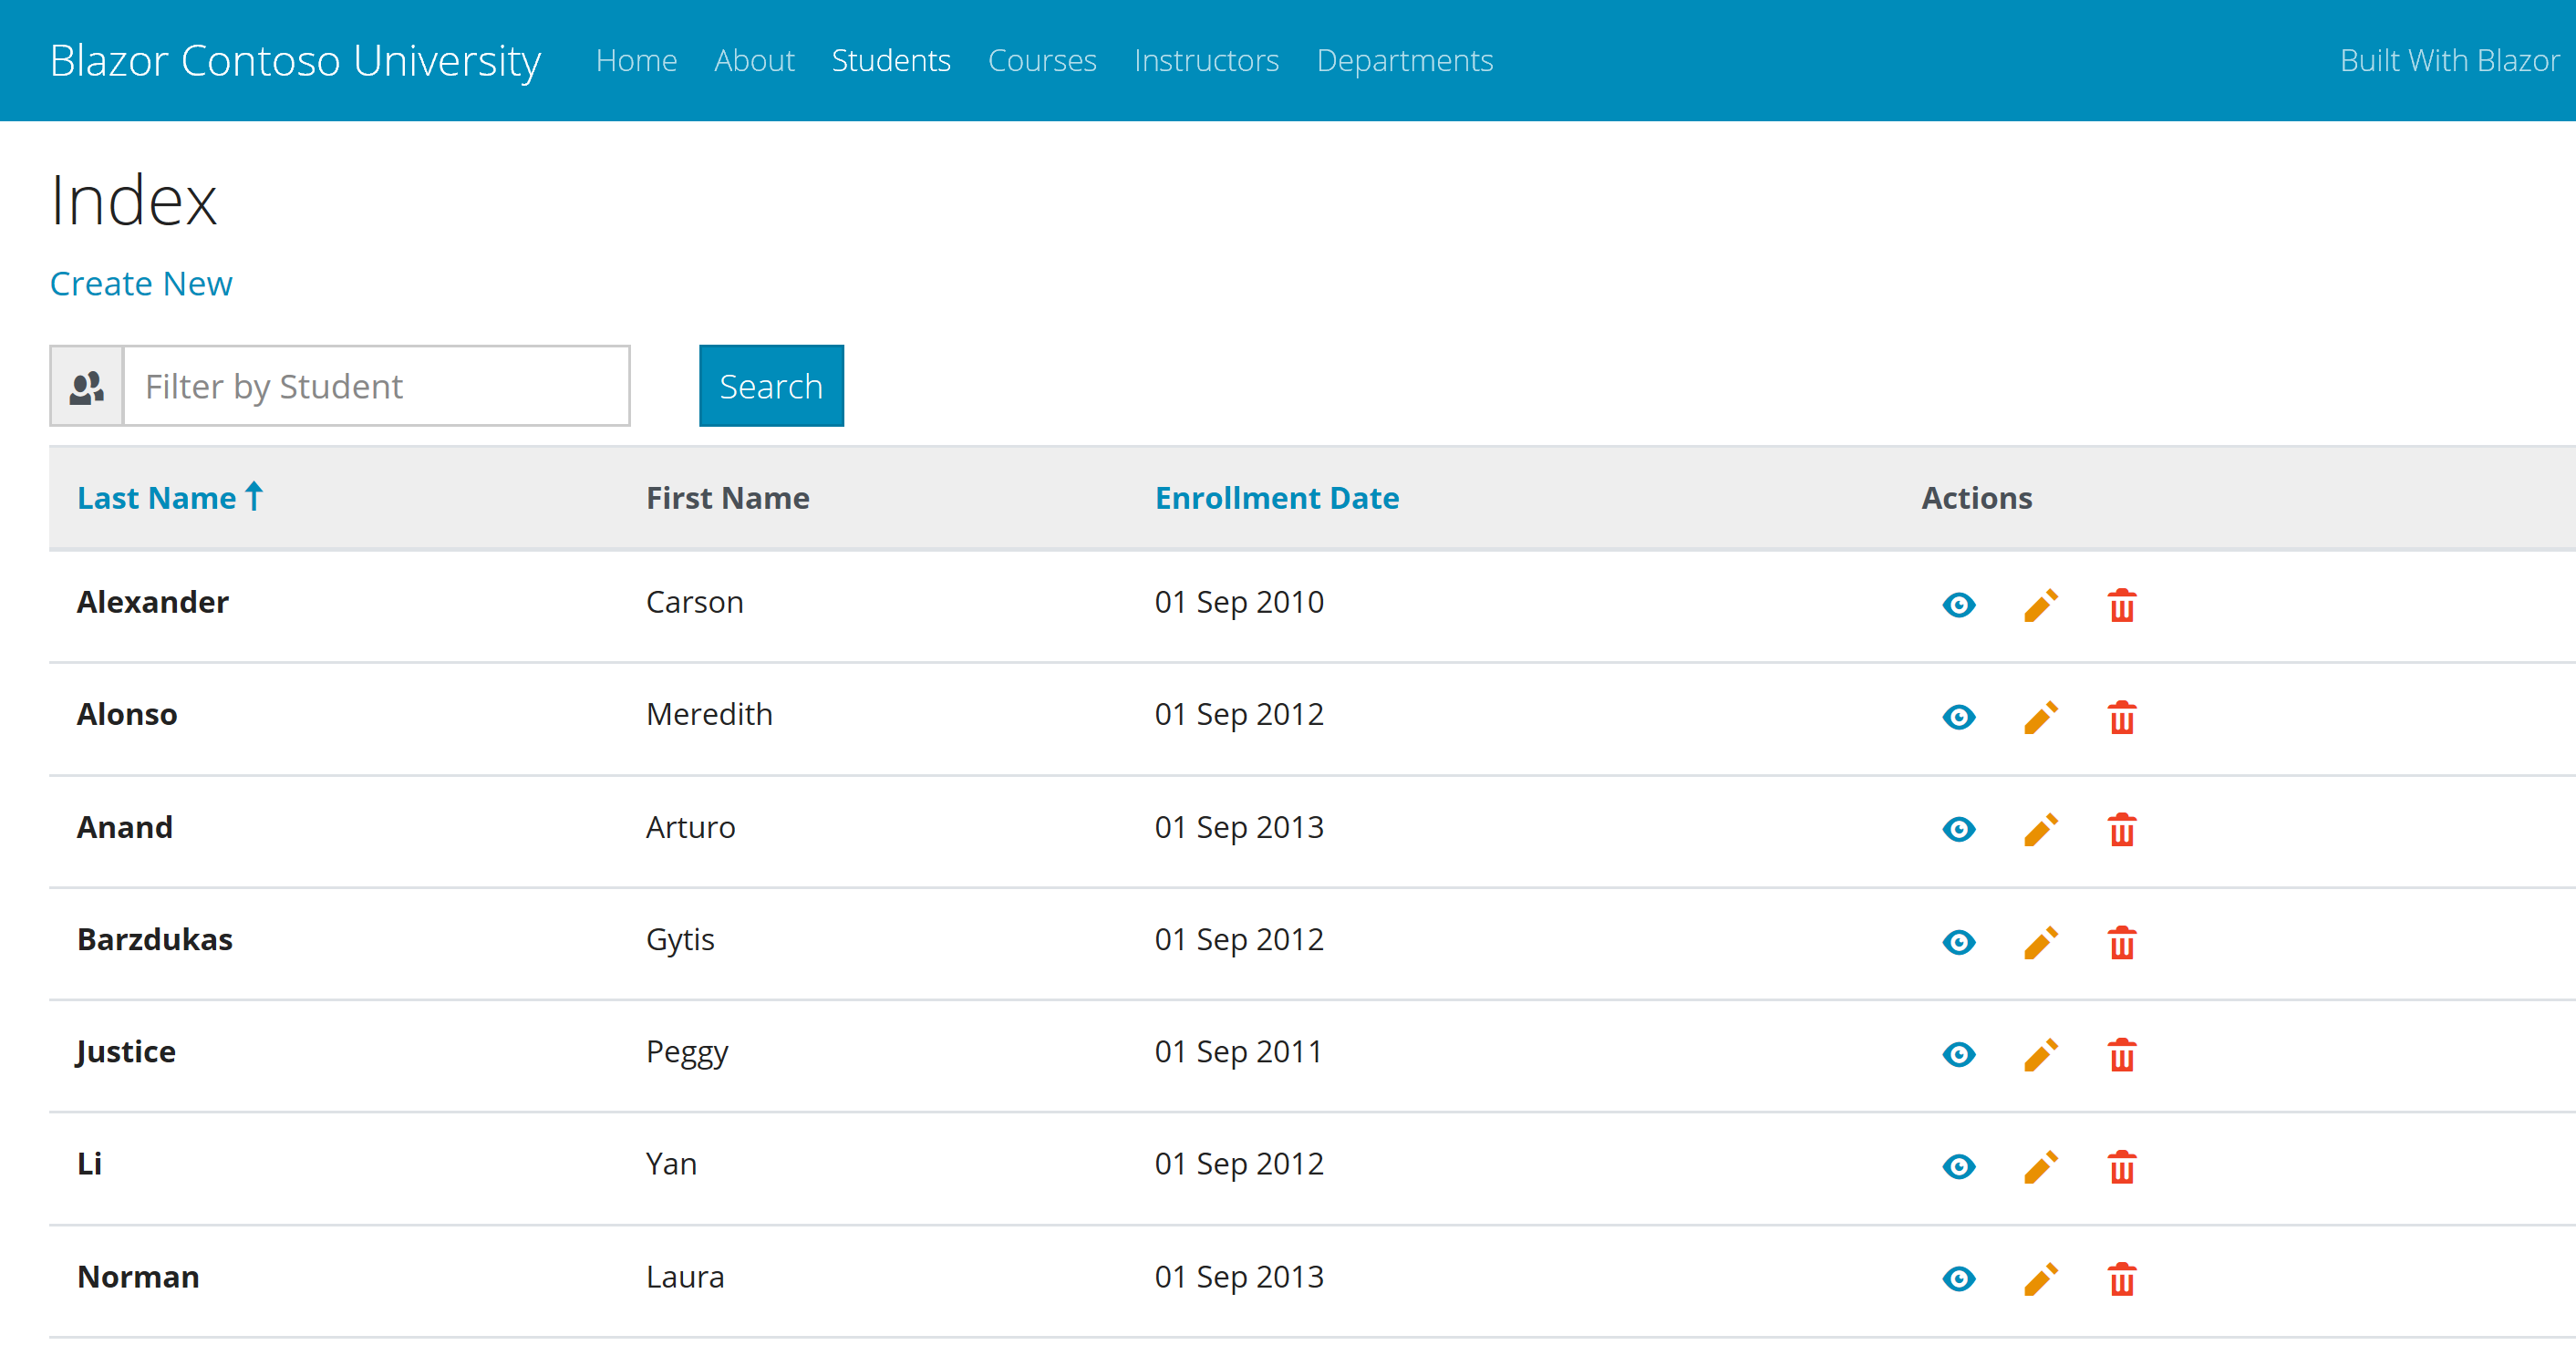 Blazor Contoso University Home About Students Courses Instructors Departments Built With Blazor
Index
Create New
Filter by Student Search
Last Name First Name Enrollment Date Actions
Alexander Carson 01 Sep 2010
Alonso Meredith 01 Sep 2012
Anand Arturo 01 Sep 2013
Barzdukas Gytis 01 Sep 2012
Justice Peggy 01 Sep 2011
Li Yan 01 Sep 2012
Norman Laura 01 Sep 2013